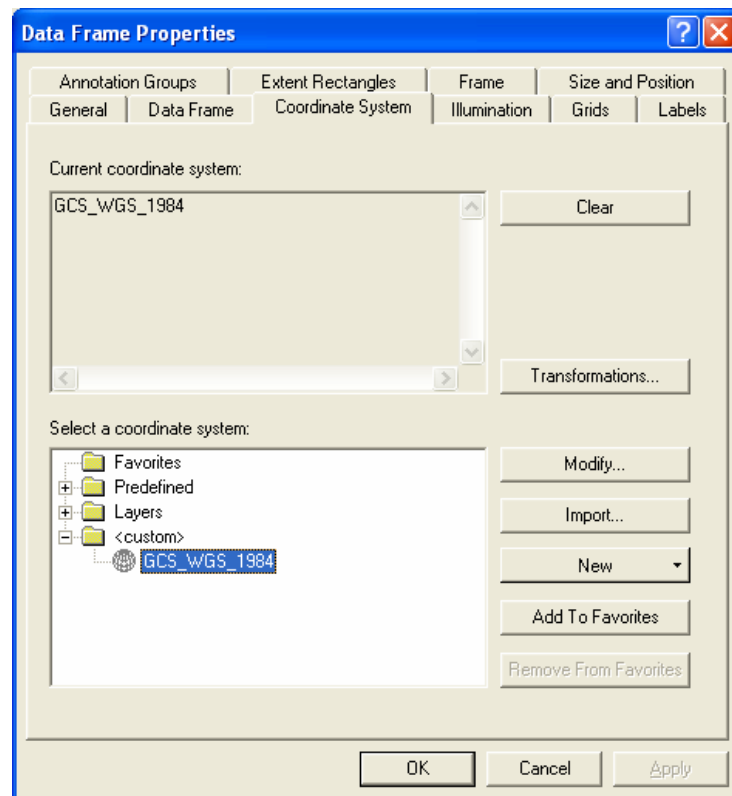 Data Frame Properties
Annotation Groups Extent Rectangles Frame Size and Position
General Data Frame Coordinate System Illumination Grids Labels
Current coordinate system:
GCS_WGS_1984
Clear
Transformations...
Select a coordinate system:
Favorites
Predefined
Layers
<custom>
GCS_WGS_1984
Modify...
Import...
New
Add To Favorites
Remove From Favorites
OK Cancel Apply